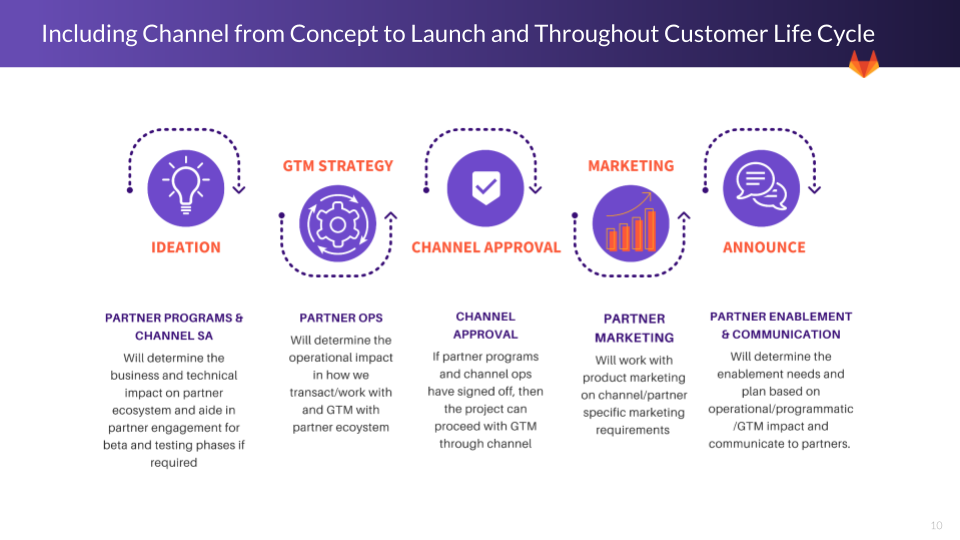 Including Channel from Concept to Launch and Throughout Customer Life Cycle
IDEATION
GTM STRATEGY
CHANNEL APPROVAL
MARKETING
ANNOUNCE
PARTNER PROGRAMS &
CHANNEL SA
Will determine the
business and technical
impact on partner
ecosystem and aide in
partner engagement for
beta and testing phases if
required
PARTNER OPS
Will determine the
operational impact
in how we
transact/work with
and GTM with
partner ecoystem
CHANNEL
APPROVAL
If partner programs
and channel ops
have signed off, then
the project can
proceed with GTM
through channel
PARTNER
MARKETING
Will work with
product marketing
on channel/partner
specific marketing
requirements
PARTNER ENABLEMENT
& COMMUNICATION
Will determine the
enablement needs and
plan based on
operational/programmatic
/GTM impact and
communicate to partners.
10